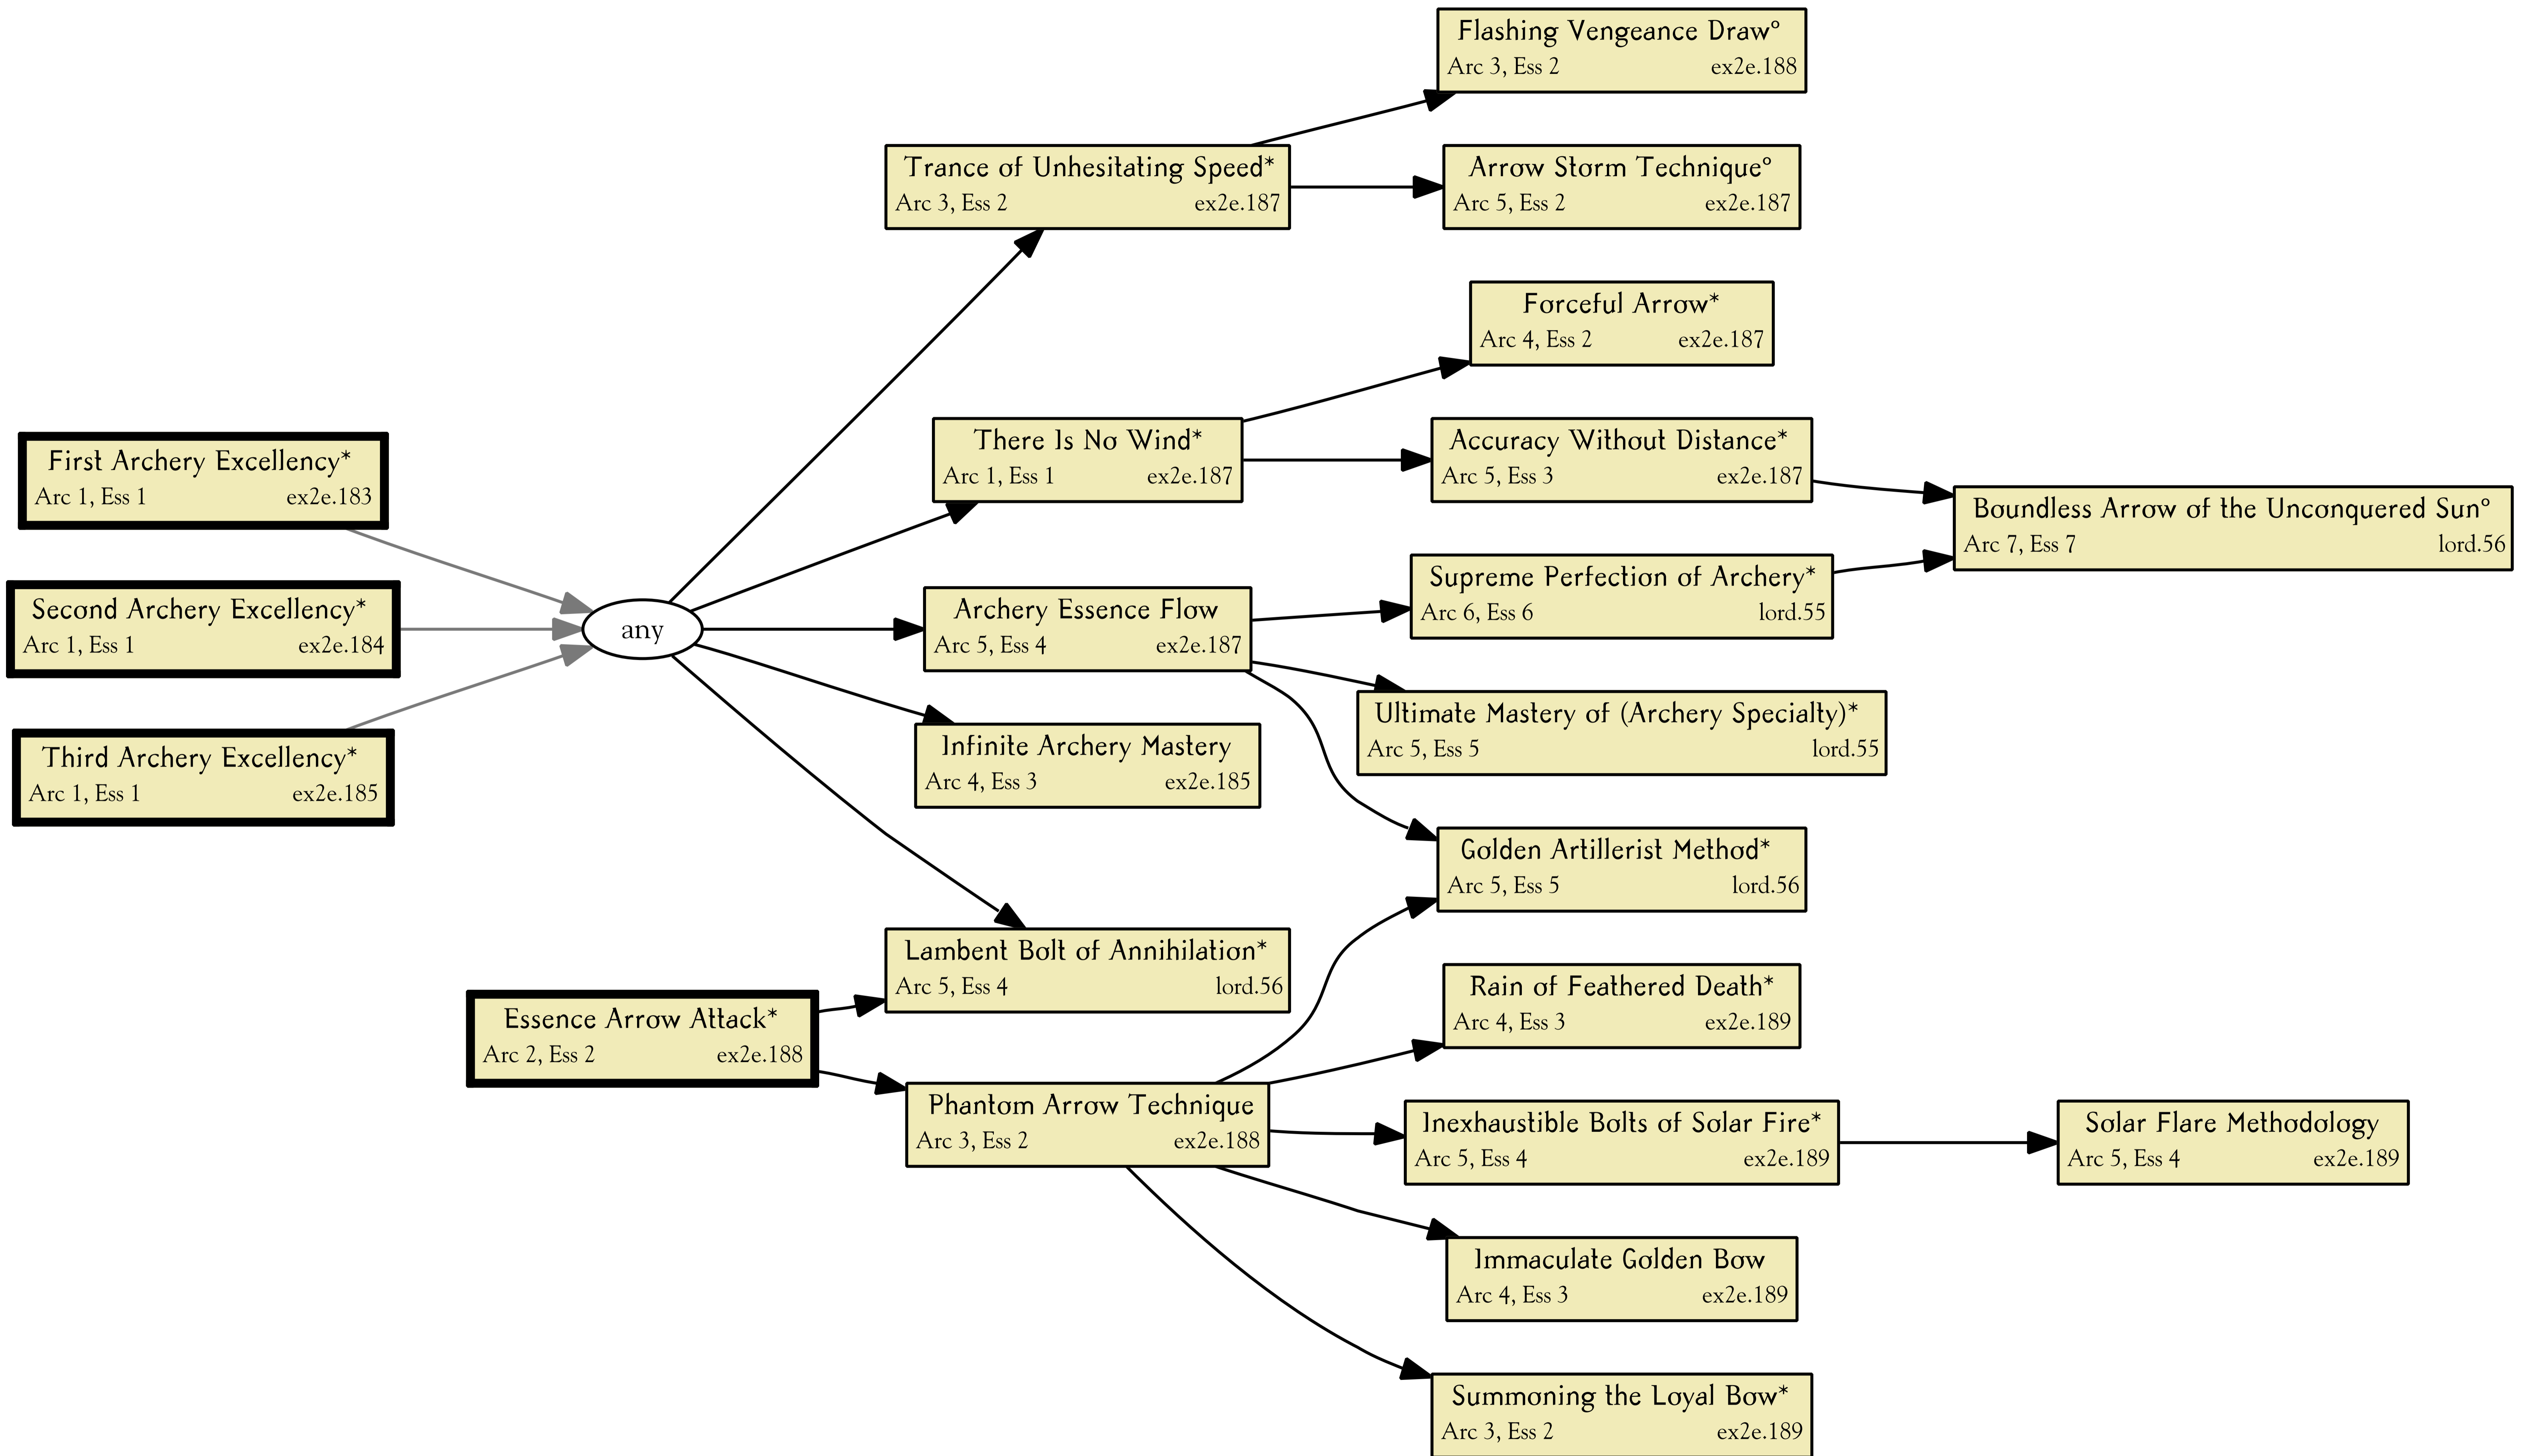 Flashing Vengeance Draw°
Arc 3, Ess 2 ex2e.188
Trance of Unhesitating Speed*
Arc 3, Ess 2 ex2e.187
Arrow Storm Technique°
Arc 5, Ess 2 ex2e.187
Forceful Arrow*
Arc 4, Ess 2 ex2e.187
First Archery Excellency*
Arc 1, Ess 1 ex2e.183
There Is No Wind*
Arc 1, Ess 1 ex2e.187
Accuracy Without Distance*
Arc 5, Ess 3 ex2e.187
Boundless Arrow of the Unconquered Sun°
Arc 7, Ess 7 lord.56
Second Archery Excellency*
Arc 1, Ess 1 ex2e.184
any
Archery Essence Flow
Arc 5, Ess 4 ex2e.187
Supreme Perfection of Archery*
Arc 6, Ess 6 lord.55
Ultimate Mastery of (Archery Specialty)*
Arc 5, Ess 5 lord.55
Third Archery Excellency*
Arc 1, Ess 1 ex2e.185
Infinite Archery Mastery
Arc 4, Ess 3 ex2e.185
Golden Artillerist Method*
Arc 5, Ess 5 lord.56
Lambent Bolt of Annihilation*
Arc 5, Ess 4 lord.56
Rain of Feathered Death*
Arc 4, Ess 3 ex2e.189
Essence Arrow Attack*
Arc 2, Ess 2 ex2e.188
Phantom Arrow Technique
Arc 3, Ess 2 ex2e.188
Inexhaustible Bolts of Solar Fire*
Arc 5, Ess 4 ex2e.189
Solar Flare Methodology
Arc 5, Ess 4 ex2e.189
Immaculate Golden Bow
Arc 4, Ess 3 ex2e.189
Summoning the Loyal Bow*
Arc 3, Ess 2 ex2e.189